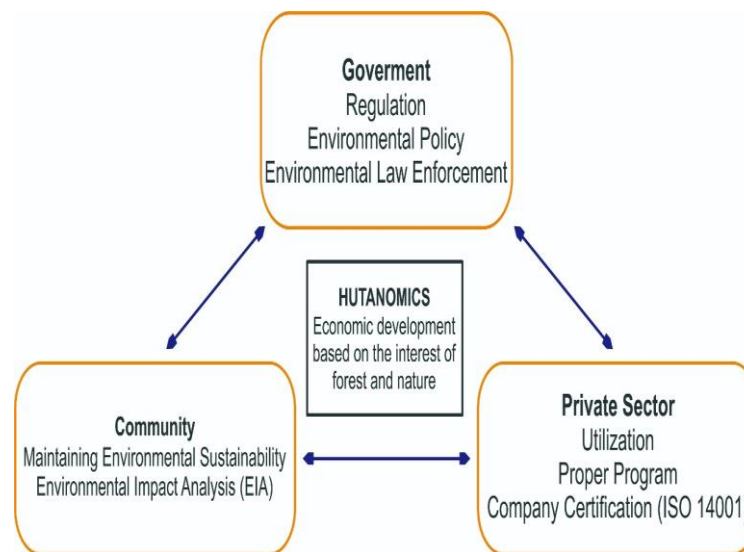 Goverment
Regulation
Environmental Policy
Environmental Law Enforcement
HUTANOMICS
Economic development
based on the interest of
forest and nature
Community
Maintaining Environmental Sustainability
Environmental Impact Analysis (EIA)
Private Sector
Utilization
Proper Program
Company Certification (ISO 14001)